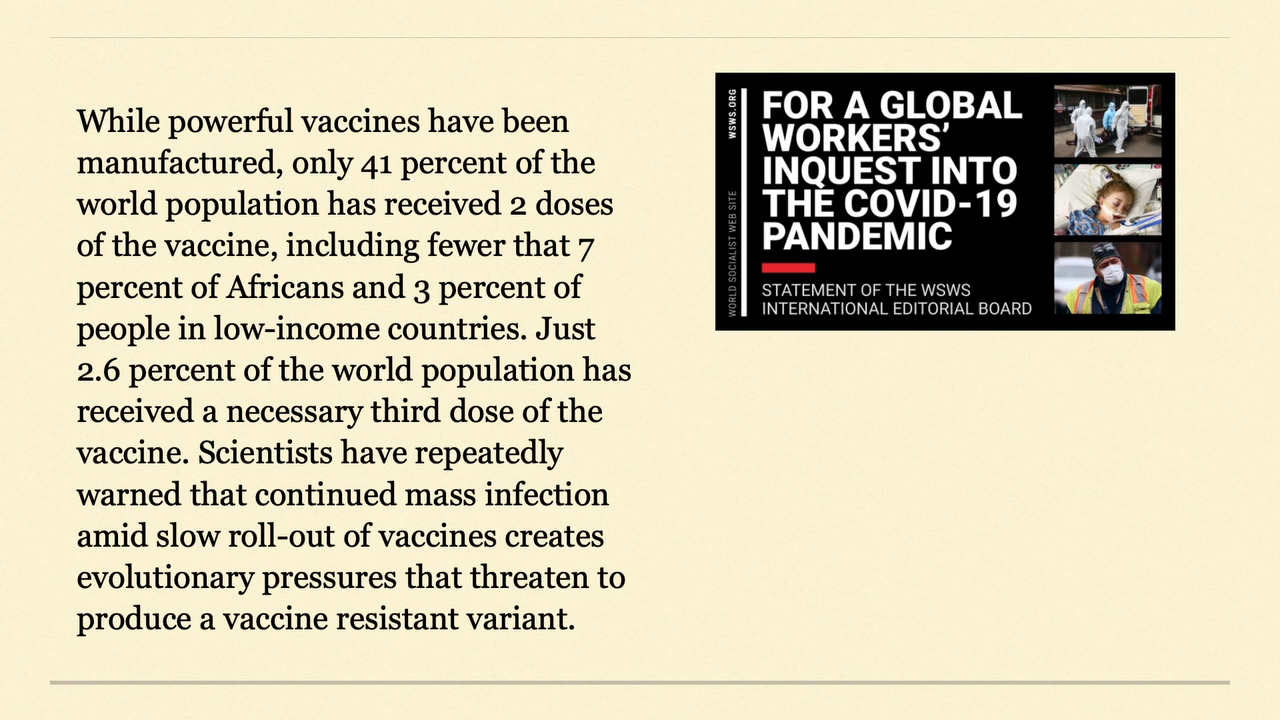 While powerful vaccines have been
manufactured, only 41 percent of the
world population has received 2 doses
of the vaccine, including fewer that 7
percent of Africans and 3 percent of
people in low-income countries. Just
2.6 percent of the world population has
received a necessary third dose of the
vaccine. Scientists have repeatedly
warned that continued mass infection
amid slow roll-out of vaccines creates
evolutionary pressures that threaten to
produce a vaccine resistant variant.
WSWS.ORG
WORLD SOCIALIST WEB SITE
FOR A GLOBAL
WORKERS’
INQUEST INTO
THE COVID-19
PANDEMIC
STATEMENT OF THE WSWS
INTERNATIONAL EDITORIAL BOARD